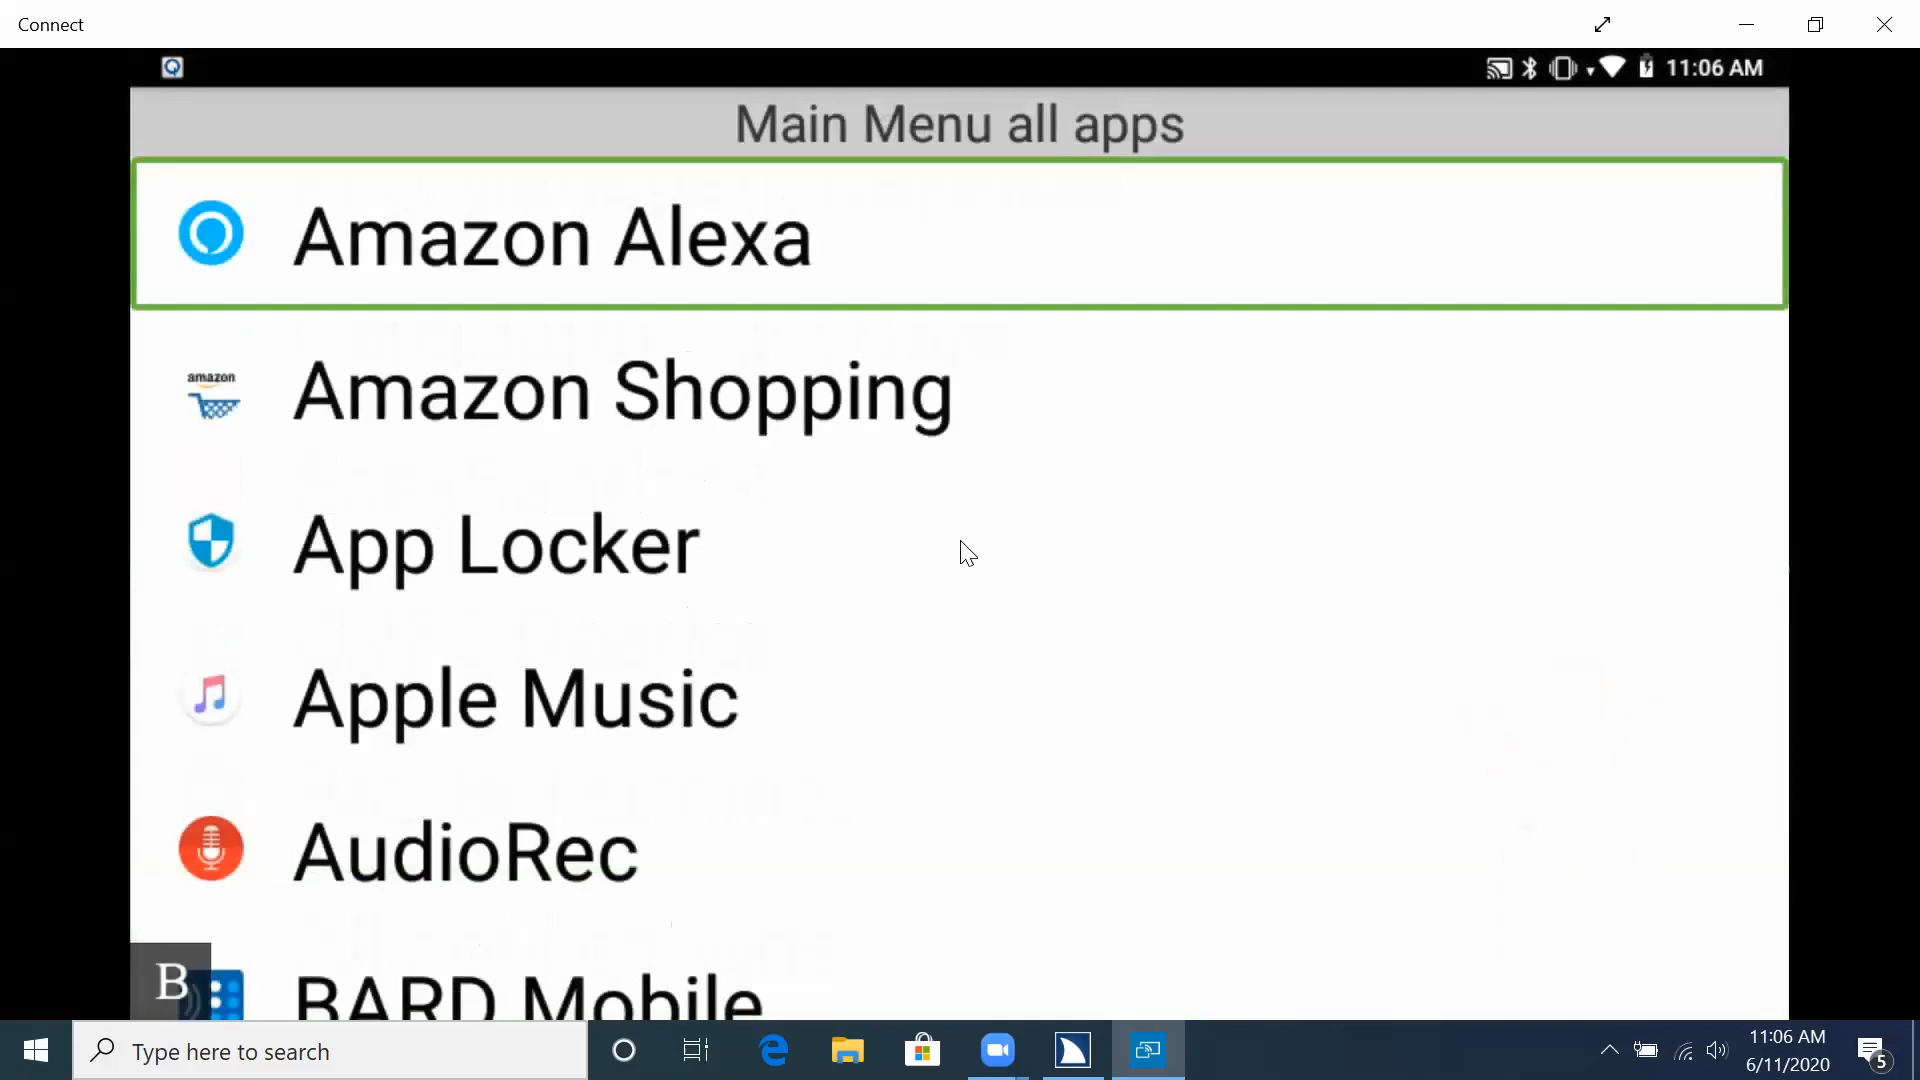 Connect
11:06 AM
Main Menu all apps
Amazon Alexa
amazon
Amazon Shopping
App Locker
Apple Music
AudioRec
B
BARD Mobile
Type here to search
11:06 AM
6/11/2020
5